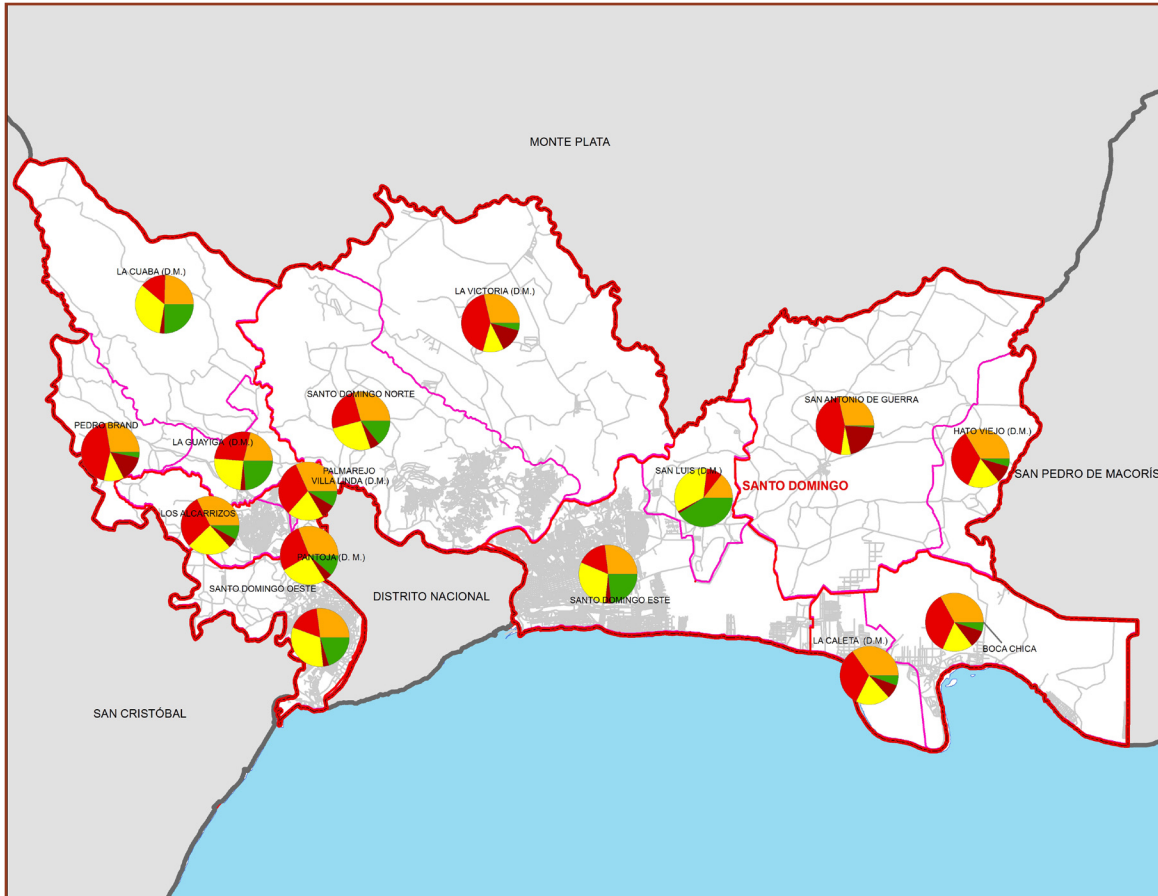 MONTE PLATA
LA CUABA (D.M.)
LA VICTORIA (D.M.)
SANTO DOMINGO NORTE
SAN ANTONIO DE GUERRA
PEDRO BRAND
LA GUAYIGA (D.M.)
HATO VIEJO (D.M.)
PALMAREJO
VILLA LINDA (D.M.)
SAN LUIS (D.M.)
SAN PEDRO DE MACORÍS
SANTO DOMINGO
LOS ALCARRIZOS
PANTOJA (D. M.)
SANTO DOMINGO OESTE
DISTRITO NACIONAL
SANTO DOMINGO ESTE
LA CALETA (D.M.)
BOCA CHICA
SAN CRISTÓBAL